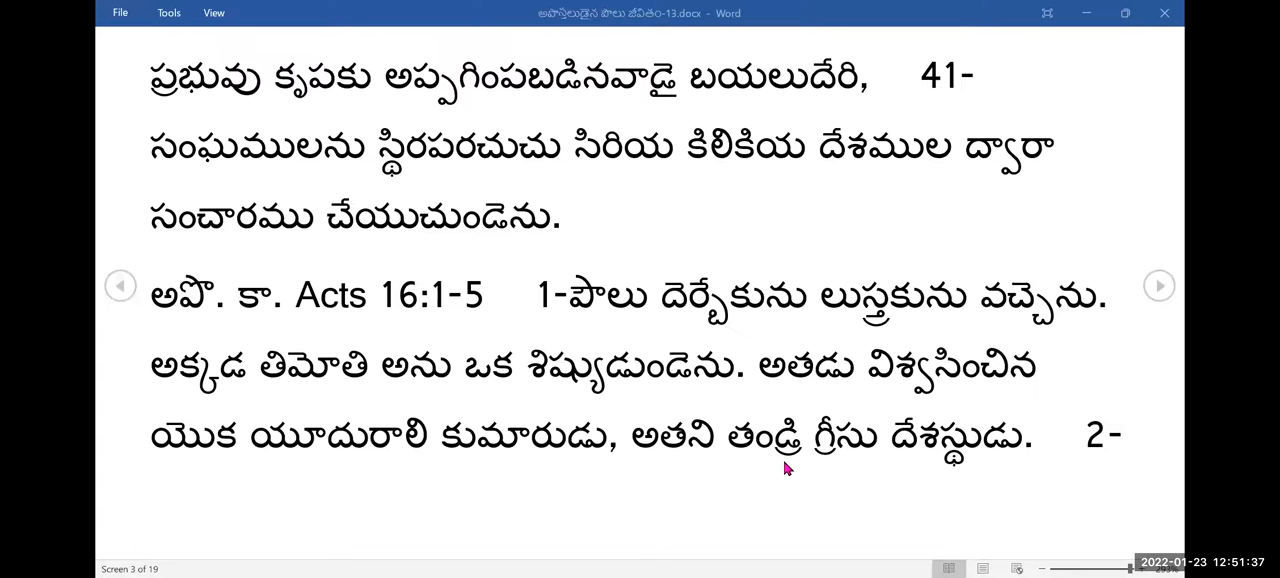 File Tools View అపొస్తలుడైన పౌలు జీవితం-13.docx - Word
ప్రభువు కృపకు అప్పగింపబడినవాడై బయలుదేరి, 41-
సంఘములను స్థిరపరచుచు సిరియ కిలికియ దేశముల ద్వారా
సంచారము చేయుచుండెను.
అపొ. కా. Acts 16:1-5 1-పౌలు దెర్బేకును లుస్త్రకును వచ్చెను.
అక్కడ తిమోతి అను ఒక శిష్యుడుండెను. అతడు విశ్వసించిన
యొక యూదురాలి కుమారుడు, అతని తండ్రి గ్రీసు దేశస్థుడు. 2-
2022-01-23 12:51:37
Screen 3 of 19